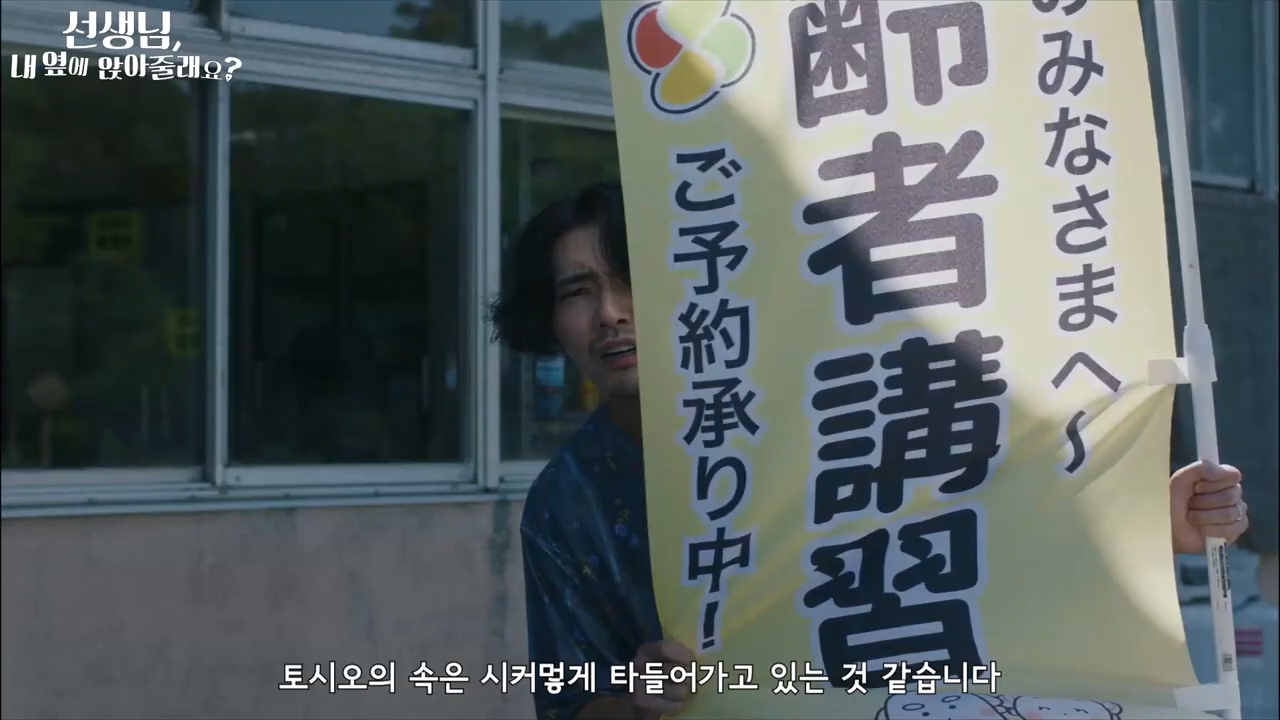 선생님,
내 옆에 앉아줄래요?
みなさまへ～
齢者講習
ご予約承り中！
토시오의 속은 시커멓게 타들어가고 있는 것 같습니다